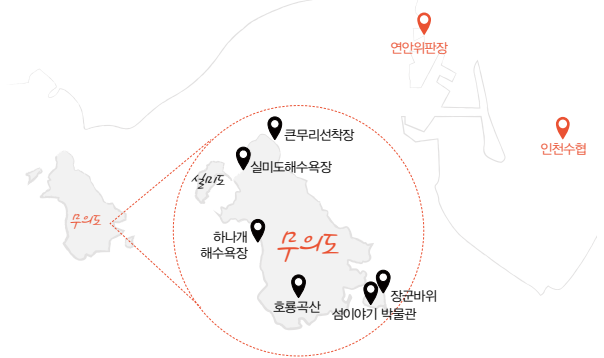 연안위판장
인천수협
큰무리선착장
실미도해수욕장
실미도
무의도
무의도
하나개
해수욕장
호룡곡산
장군바위
섬이야기 박물관